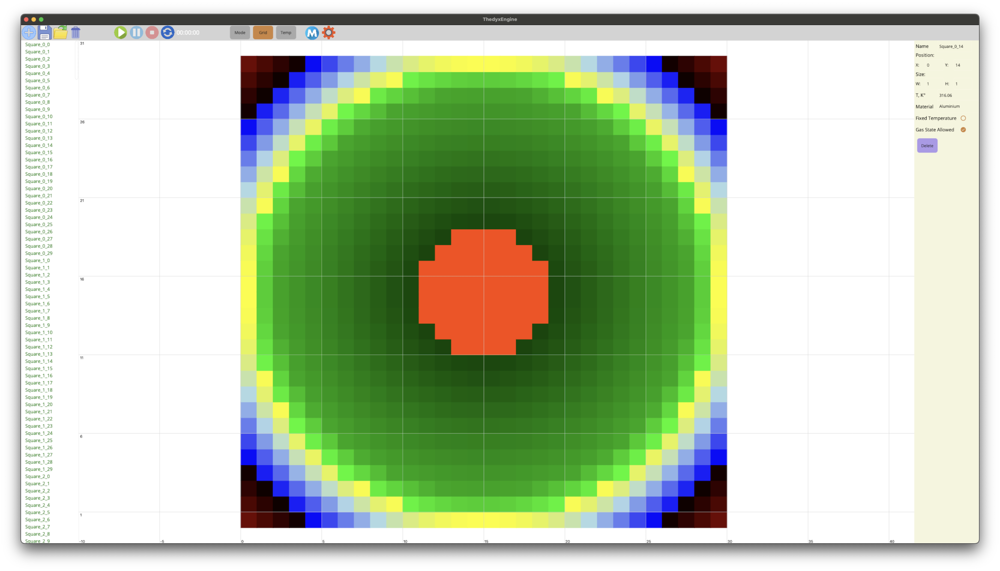 ThedyxEngine
00:00:00
Mode
Grid
Temp
M
Square_0_0
Square_0_1
Square_0_2
Square_0_3
Square_0_4
Square_0_5
Square_0_6
Square_0_7
Square_0_8
Square_0_9
Square_0_10
Square_0_11
Square_0_12
Square_0_13
Square_0_14
Square_0_15
Square_0_16
Square_0_17
Square_0_18
Square_0_19
Square_0_20
Square_0_21
Square_0_22
Square_0_23
Square_0_24
Square_0_25
Square_0_26
Square_0_27
Square_0_28
Square_0_29
Square_1_0
Square_1_1
Square_1_2
Square_1_3
Square_1_4
Square_1_5
Square_1_6
Square_1_7
Square_1_8
Square_1_9
Square_1_10
Square_1_11
Square_1_12
Square_1_13
Square_1_14
Square_1_15
Square_1_16
Square_1_17
Square_1_18
Square_1_19
Square_1_20
Square_1_21
Square_1_22
Square_1_23
Square_1_24
Square_1_25
Square_1_26
Square_1_27
Square_1_28
Square_1_29
Square_2_0
Square_2_1
Square_2_2
Square_2_3
Square_2_4
Square_2_5
Square_2_6
Square_2_7
Square_2_8
Square_2_9
31
26
21
16
11
6
1
-10 -5 0 5 10 15 20 25 30 35 40
Name Square_0_14
Position:
X: 0 Y: 14
Size:
W: 1 H: 1
T, K° 316.06
Material Aluminium
Fixed Temperature
Gas State Allowed
Delete